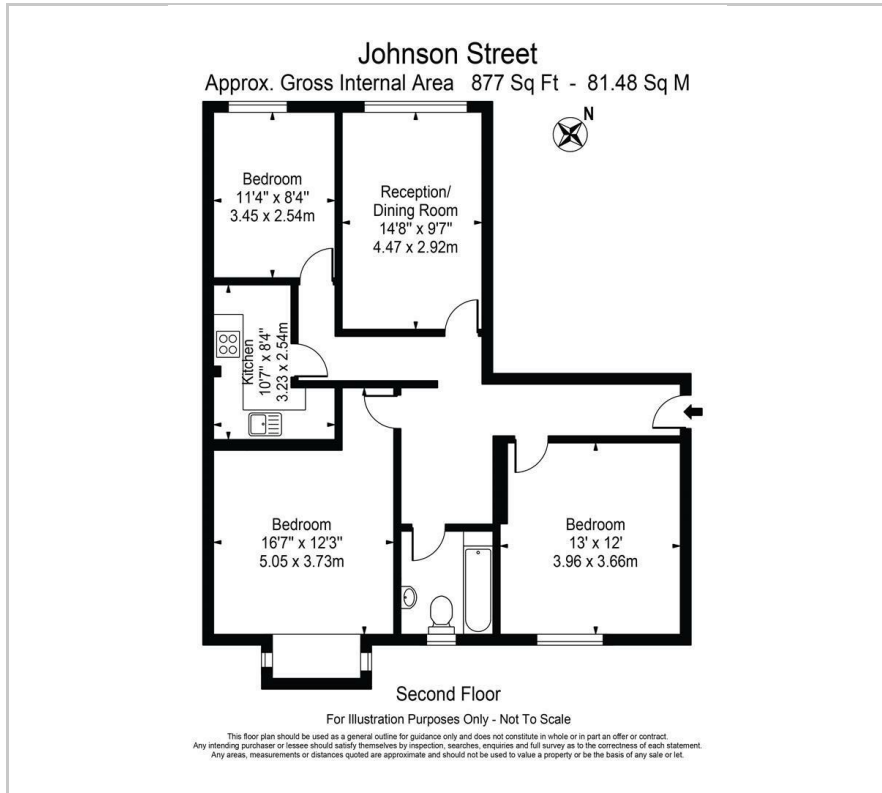 Johnson Street
Approx. Gross Internal Area 877 Sq Ft - 81.48 Sq M
N
Bedroom
11'4" x 8'4"
3.45 x 2.54m
Reception/
Dining Room
14'8" x 9'7"
4.47 x 2.92m
Kitchen
10'7" x 8'4"
3.23 x 2.54m
Bedroom
16'7" x 12'3"
5.05 x 3.73m
Bedroom
13' x 12'
3.96 x 3.66m
Second Floor
For Illustration Purposes Only - Not To Scale
This floor plan should be used as a general outline for guidance only and does not constitute in whole or in part an offer or contract.
Any intending purchaser or lessee should satisfy themselves by inspection, searches, enquiries and full survey as to the correctness of each statement.
Any areas, measurements or distances quoted are approximate and should not be used to value a property or be the basis of any sale or let.